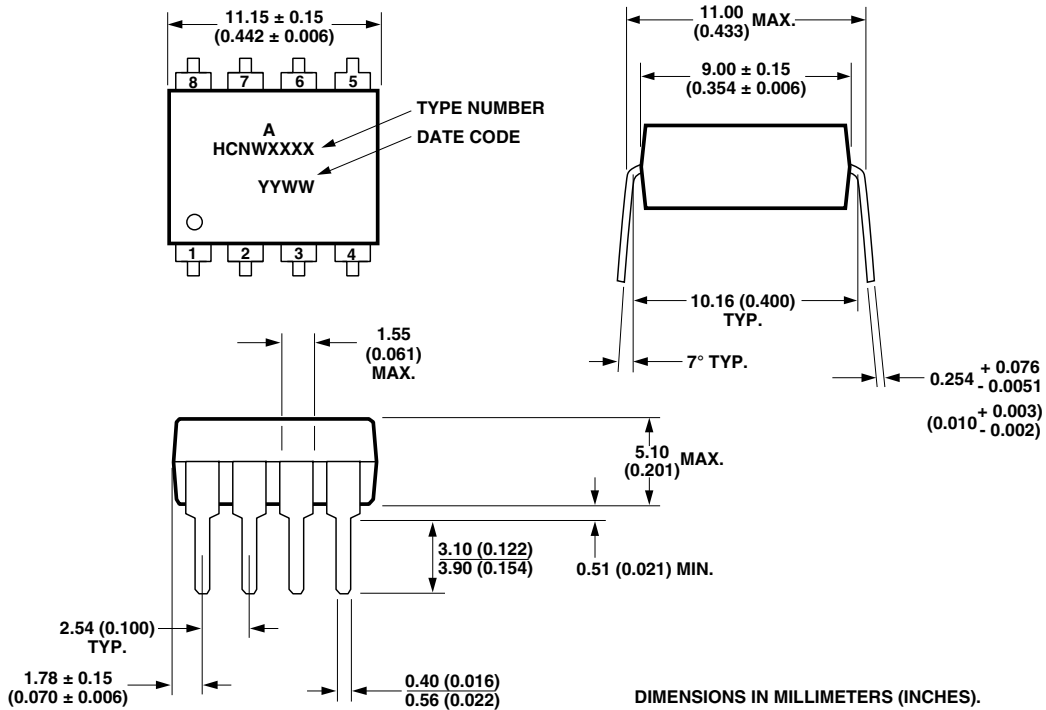 11.15 ± 0.15
(0.442 ± 0.006)
8 7 6 5
A
HCNWXXXX
YYWW
1 2 3 4
TYPE NUMBER
DATE CODE
11.00
(0.433) MAX.
9.00 ± 0.15
(0.354 ± 0.006)
10.16 (0.400)
TYP.
7° TYP.
0.254 + 0.076
- 0.0051
(0.010 + 0.003)
- 0.002)
1.55
(0.061)
MAX.
5.10
(0.201) MAX.
3.10 (0.122)
3.90 (0.154)
0.51 (0.021) MIN.
2.54 (0.100)
TYP.
1.78 ± 0.15
(0.070 ± 0.006)
0.40 (0.016)
0.56 (0.022)
DIMENSIONS IN MILLIMETERS (INCHES).